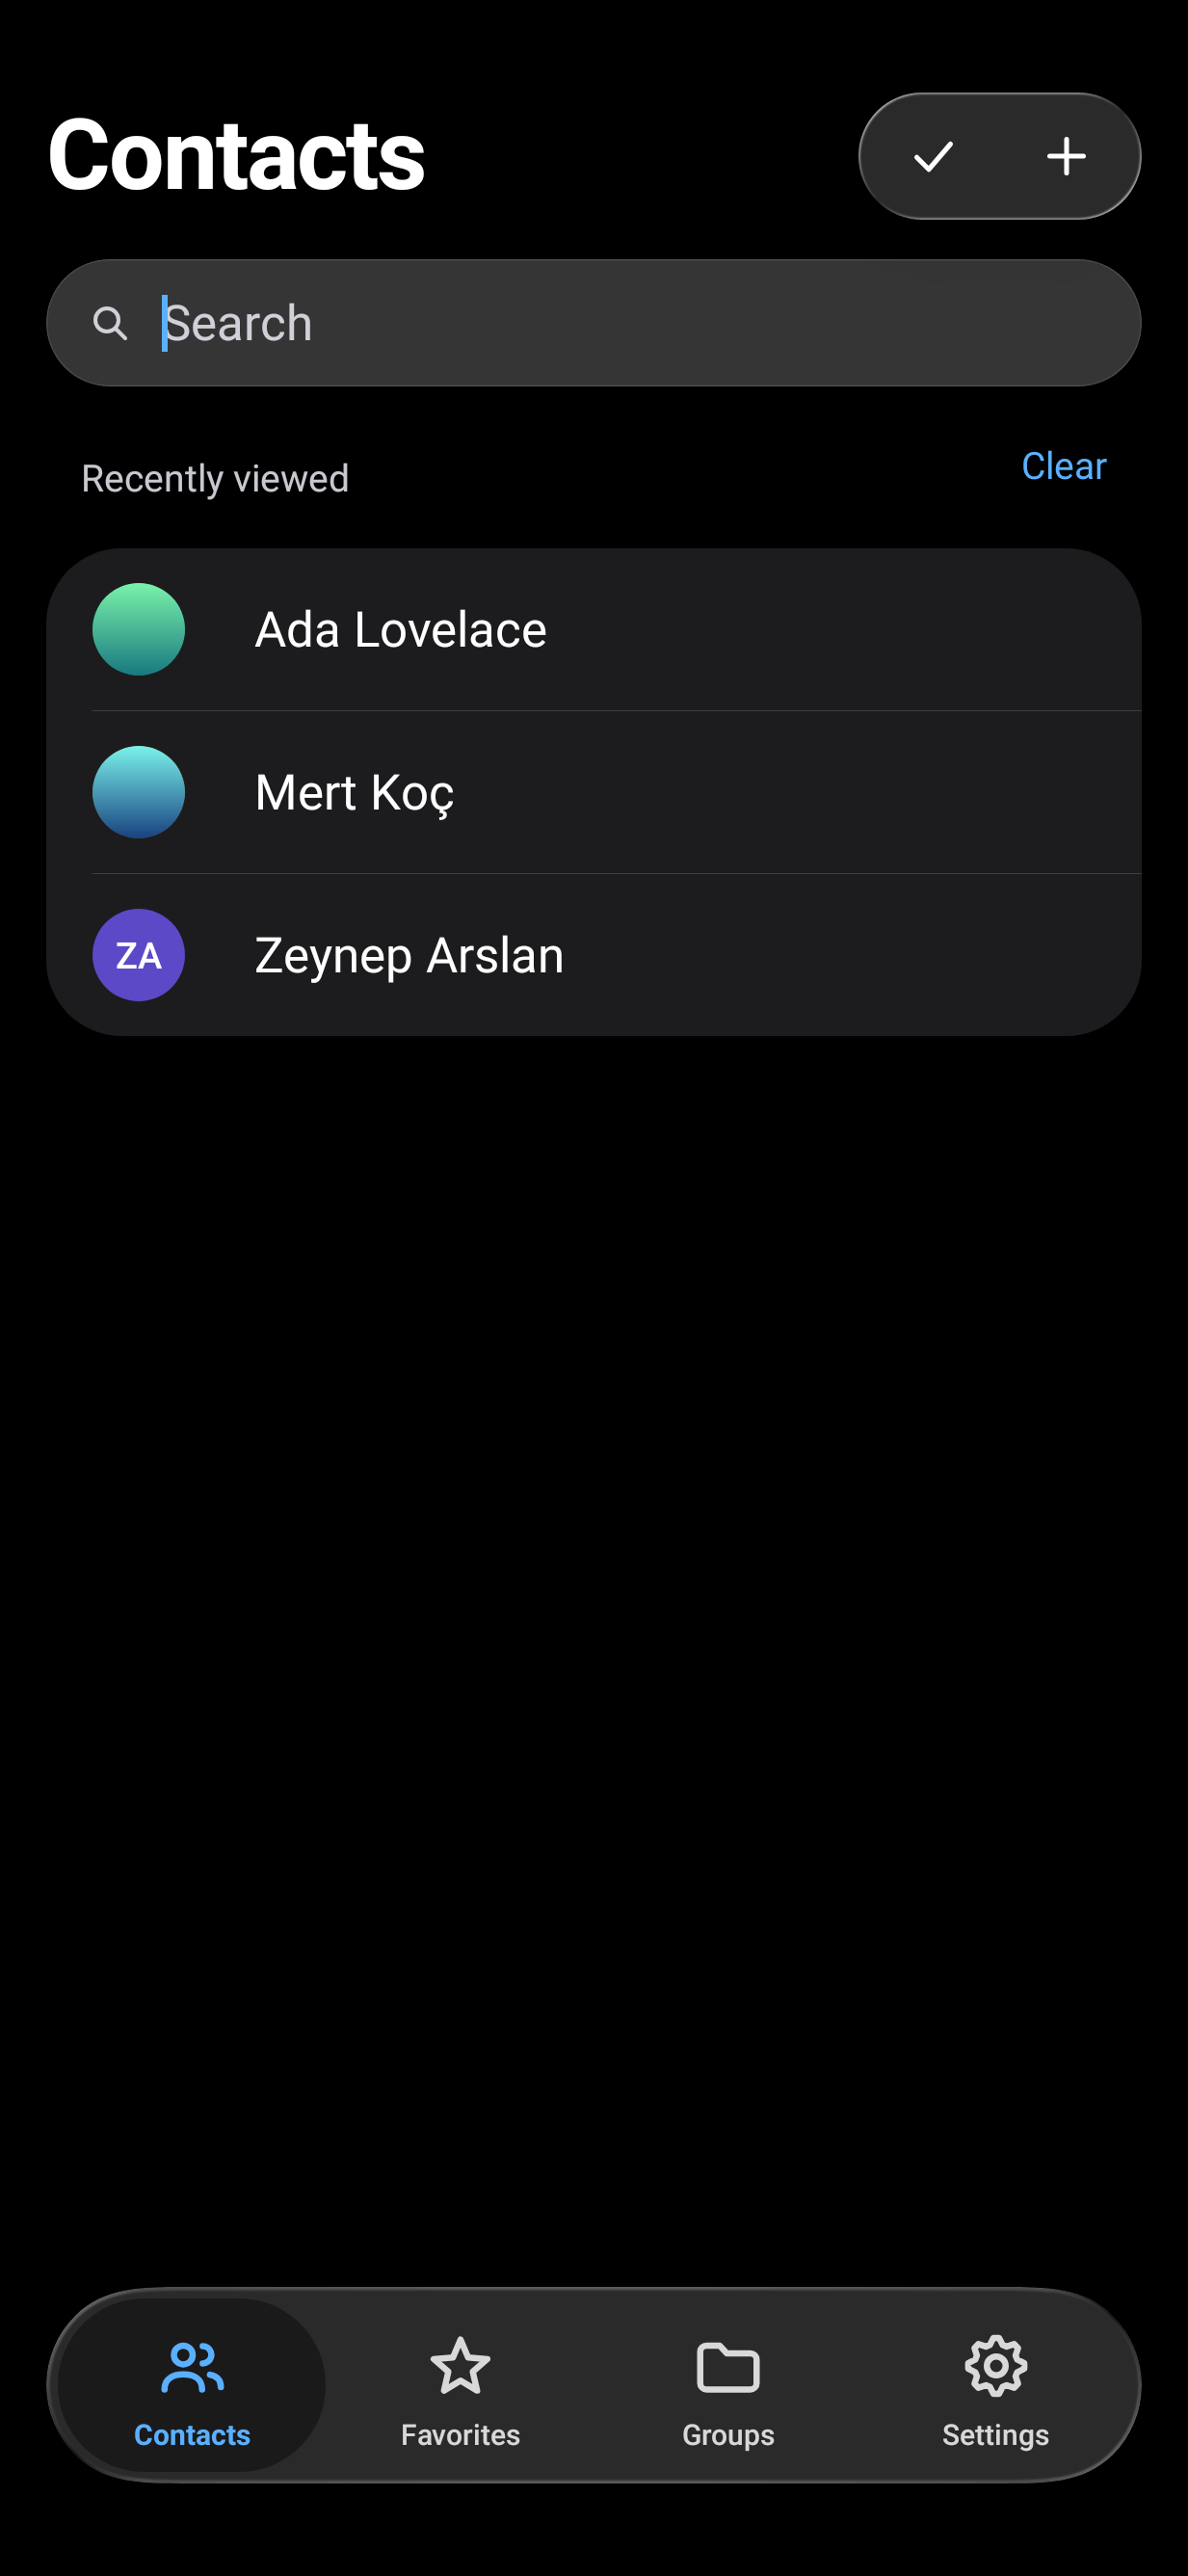 Contacts
Search
Recently viewed
Clear
Ada Lovelace
Mert Koç
ZA
Zeynep Arslan
Contacts
Favorites
Groups
Settings